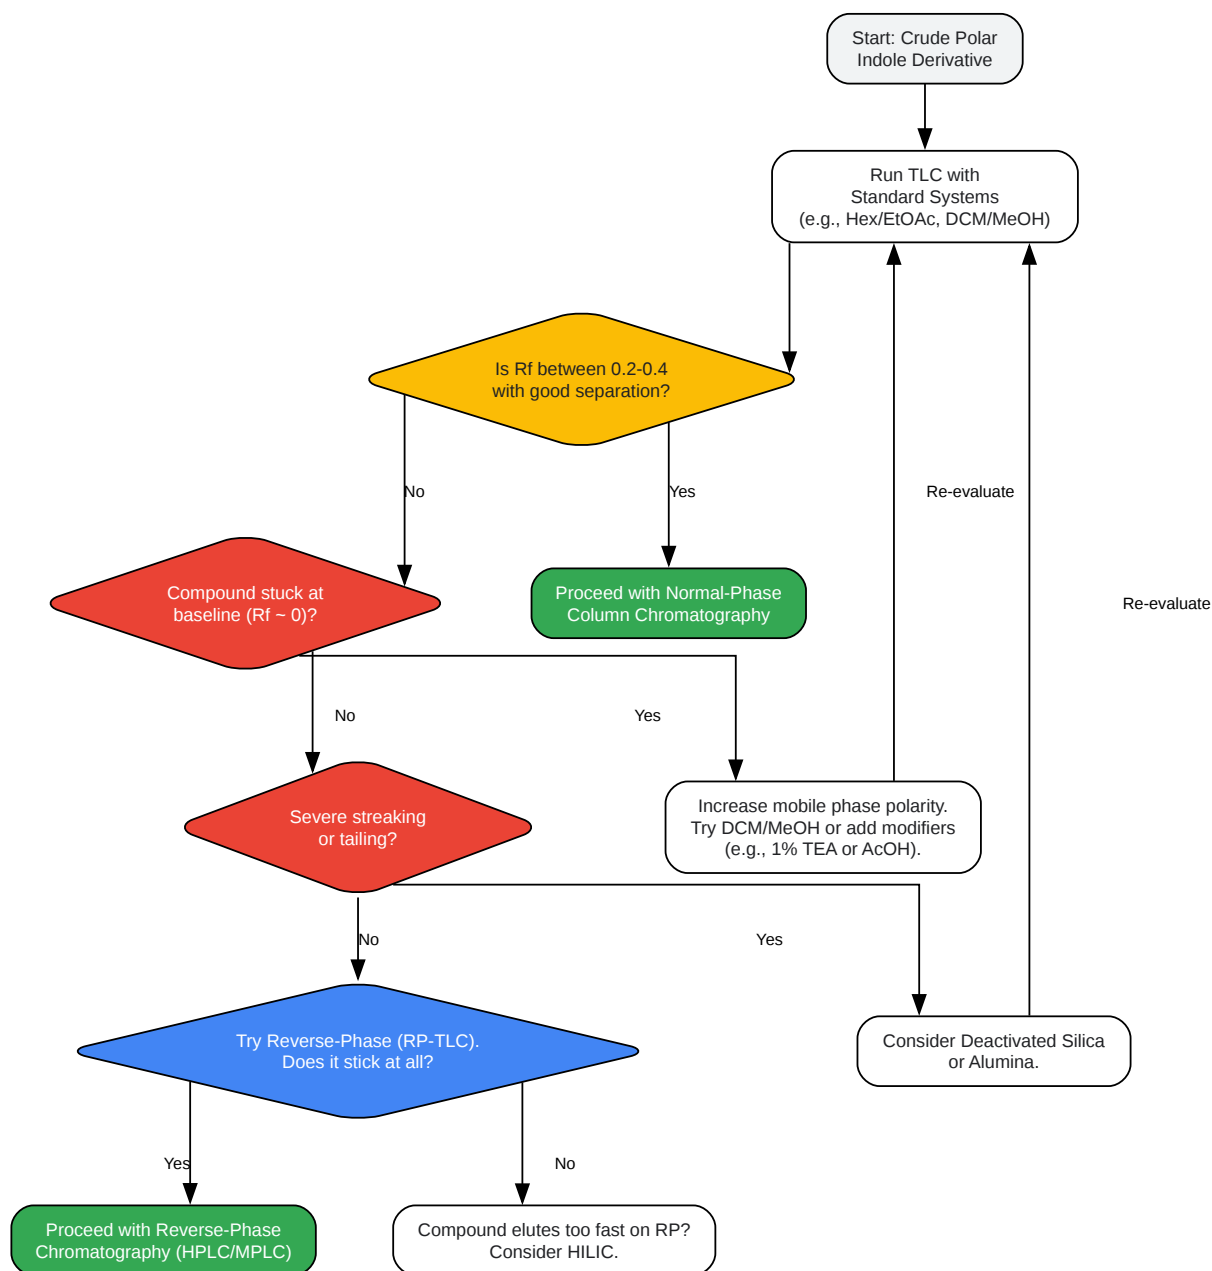 Start: Crude Polar
Indole Derivative
Run TLC with
Standard Systems
(e.g., Hex/EtOAc, DCM/MeOH)
Is Rf between 0.2-0.4
with good separation?
No
Yes
Re-evaluate
Compound stuck at
baseline (Rf ~ 0)?
Proceed with Normal-Phase
Column Chromatography
Re-evaluate
No
Yes
Severe streaking
or tailing?
Increase mobile phase polarity.
Try DCM/MeOH or add modifiers
(e.g., 1% TEA or AcOH).
No
Yes
Try Reverse-Phase (RP-TLC).
Does it stick at all?
Consider Deactivated Silica
or Alumina.
Yes
No
Proceed with Reverse-Phase
Chromatography (HPLC/MPLC)
Compound elutes too fast on RP?
Consider HILIC.